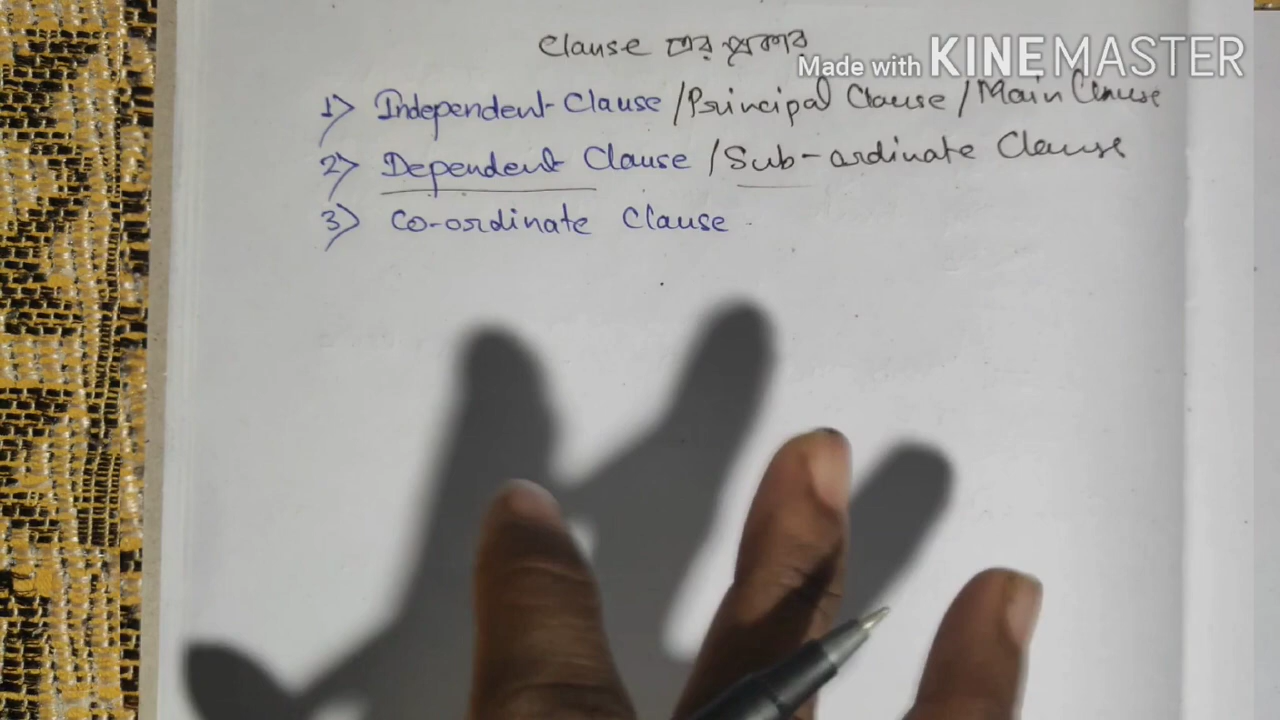 Clause এর প্রকার
Made with KINEMASTER
1) Independent Clause / Principal Clause / Main Clause
2) Dependent Clause / Sub-ordinate Clause
3) Co-ordinate Clause